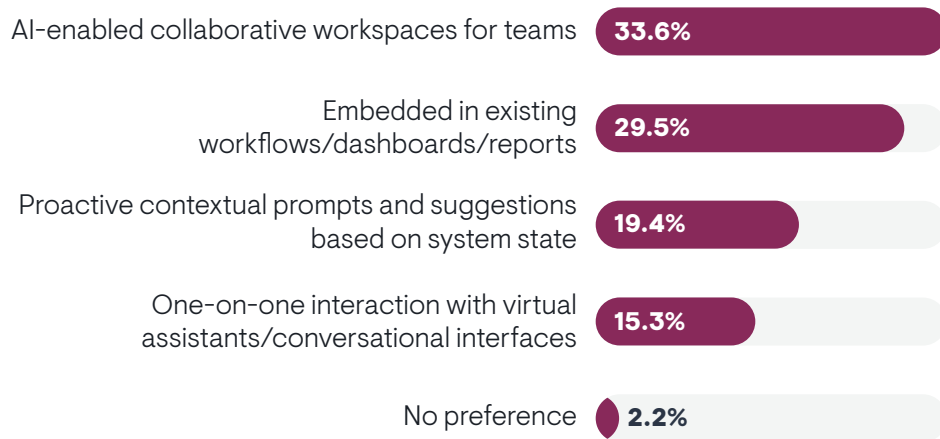 AI-enabled collaborative workspaces for teams
33.6%
Embedded in existing
workflows/dashboards/reports
29.5%
Proactive contextual prompts and suggestions
based on system state
19.4%
One-on-one interaction with virtual
assistants/conversational interfaces
15.3%
No preference
2.2%